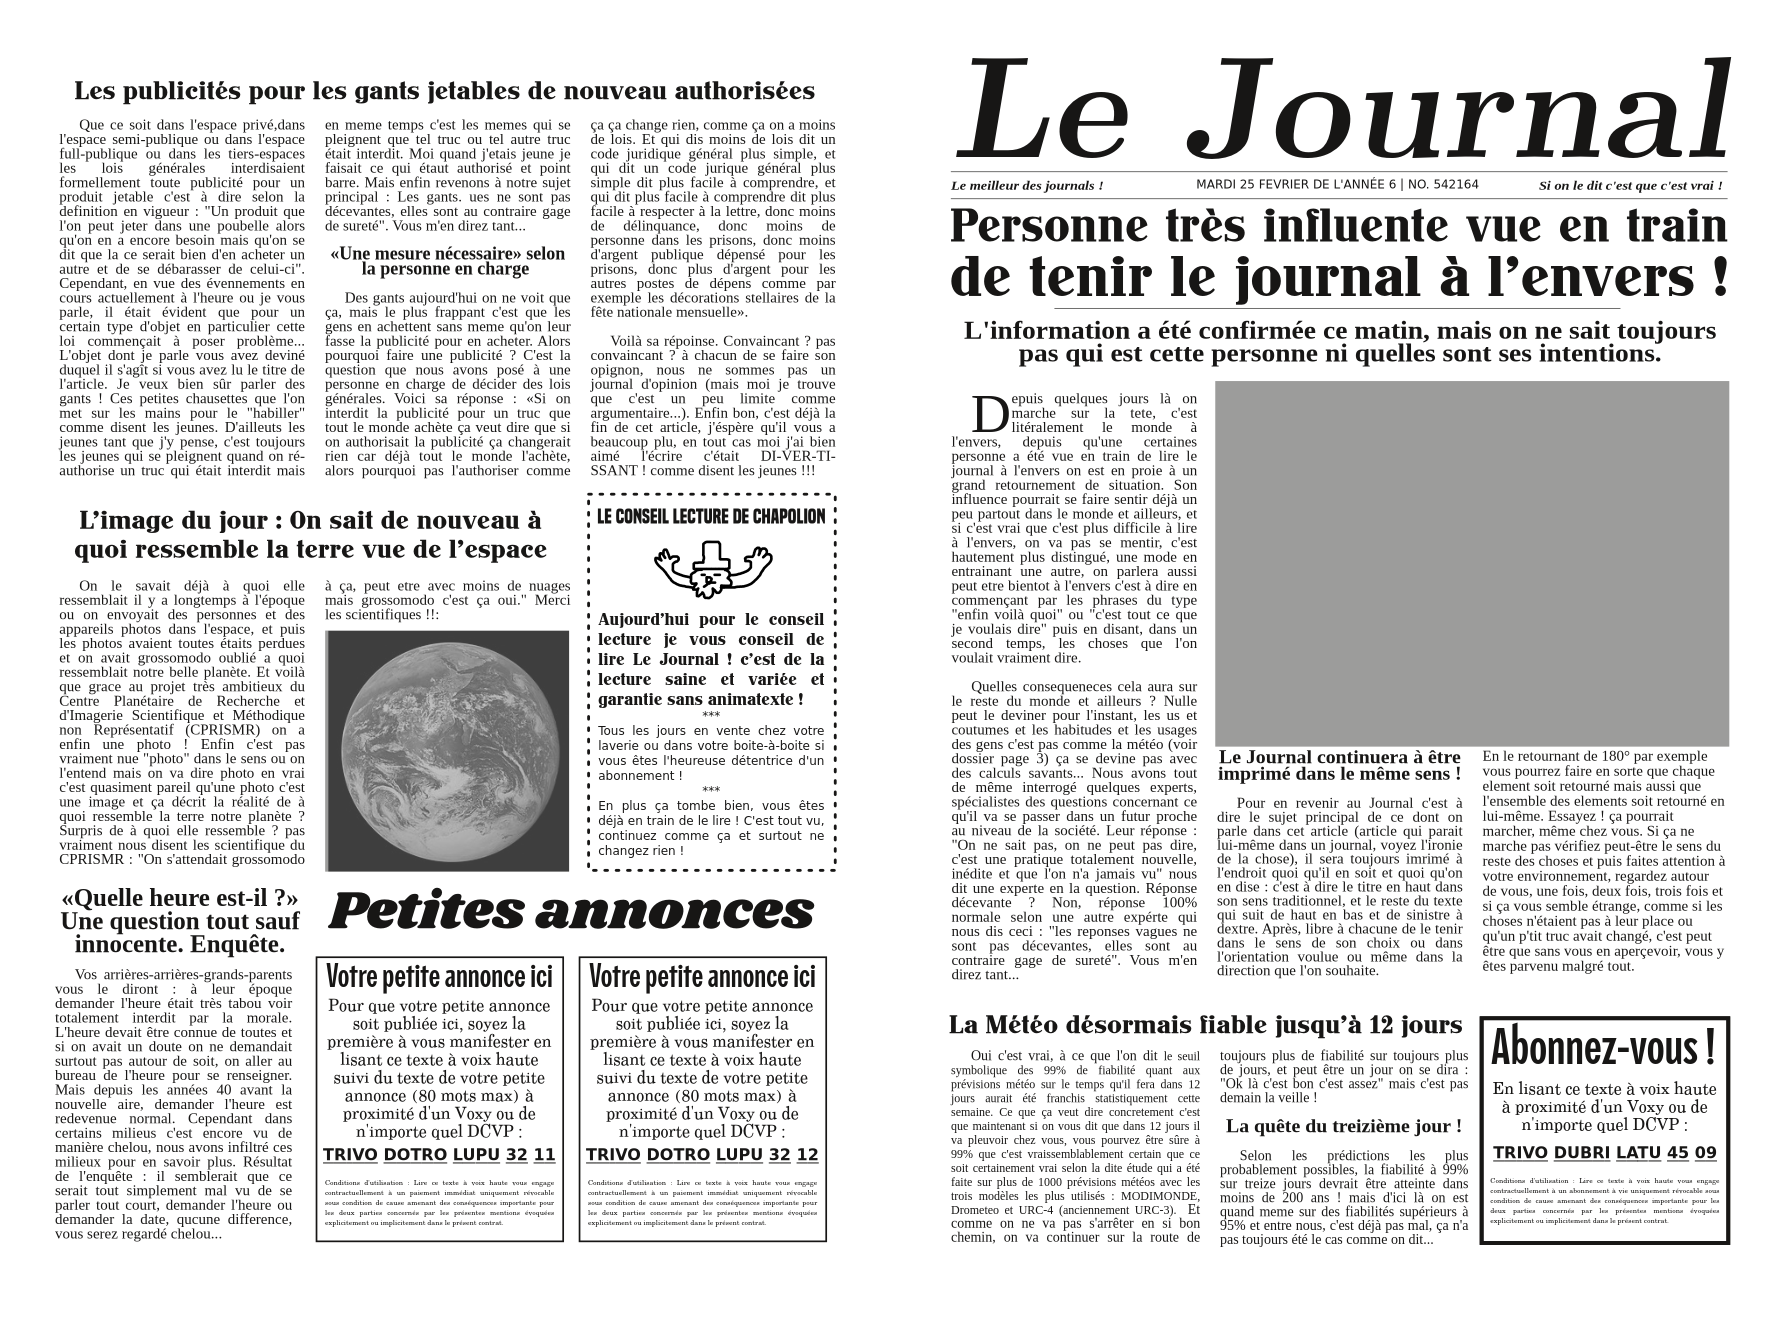 Les publicités pour les gants jetables de nouveau authorisées
Que ce soit dans l'espace privé,dans
l'espace semi-publique ou dans l'espace
full-publique ou dans les tiers-espaces
les lois générales interdisaient
formellement toute publicité pour un
produit jetable c'est à dire selon la
definition en vigueur : "Un produit que
l'on peut jeter dans une poubelle alors
qu'on en a encore besoin mais qu'on se
dit que la ce serait bien d'en acheter un
autre et de se débarasser de celui-ci".
Cependant, en vue des évennements en
cours actuellement à l'heure ou je vous
parle, il était évident que pour un
certain type d'objet en particulier cette
loi commençait à poser problème...
L'objet dont je parle vous avez deviné
duquel il s'agît si vous avez lu le titre de
l'article. Je veux bien sûr parler des
gants ! Ces petites chaussettes que l'on
met sur les mains pour le "habiller"
comme disent les jeunes. D'ailleuts les
jeunes tant que j'y pense, c'est toujours
les jeunes qui se pleignent quand on ré-
authorise un truc qui était interdit mais
en meme temps c'est les memes qui se
pleignent que tel truc ou tel autre truc
était interdit. Moi quand j'etais jeune je
faisait ce qui étaut authorisé et point
barre. Mais enfin revenons à notre sujet
principal : Les gants. ues ne sont pas
décevantes, elles sont au contraire gage
de sureté". Vous m'en direz tant...
«Une mesure nécessaire» selon
la personne en charge
Des gants aujourd'hui on ne voit que
ça, mais le plus frappant c'est que les
gens en achettent sans meme qu'on leur
fasse la publicité pour en acheter. Alors
pourquoi faire une publicité ? C'est la
question que nous avons posé à une
personne en charge de décider des lois
générales. Voici sa réponse : «Si on
interdit la publicité pour un truc que
tout le monde achète ça veut dire que si
on authorisait la publicité ça changerait
rien car déjà tout le monde l'achète,
alors pourquoi pas l'authoriser comme
ça ça change rien, comme ça on a moins
de lois. Et qui dis moins de lois dit un
code juridique général plus simple, et
qui dit un code jurique général plus
simple dit plus facile à comprendre, et
qui dit plus facile à comprendre dit plus
facile à respecter à la lettre, donc moins
de délinquance, donc moins de
personne dans les prisons, donc moins
d'argent publique dépensé pour les
prisons, donc plus d'argent pour les
autres postes de dépens comme par
exemple les décorations stellaires de la
fête nationale mensuelle».
Voilà sa répoinse. Convaincant ? pas
convaincant ? à chacun de se faire son
opignon, nous ne sommes pas un
journal d'opinion (mais moi je trouve
que c'est un peu limite comme
argumentaire...). Enfin bon, c'est déjà la
fin de cet article, j'éspère qu'il vous a
beaucoup plu, en tout cas moi j'ai bien
aimé l'écrire c'était DI-VER-TI-
SSANT ! comme disent les jeunes !!!
L'image du jour : On sait de nouveau à
quoi ressemble la terre vue de l'espace
On le savait déjà à quoi elle
ressemblait il y a longtemps à l'époque
ou on envoyait des personnes et des
appareils photos dans l'espace, et puis
les photos avaient toutes étaits perdues
et on avait grossomodo oublié a quoi
ressemblait notre belle planète. Et voilà
que grace au projet très ambitieux du
Centre Planétaire de Recherche et
d'Imagerie Scientifique et Méthodique
non Représentatif (CPRISMR) on a
enfin une photo ! Enfin c'est pas
vraiment nue "photo" dans le sens ou on
l'entend mais on va dire photo en vrai
c'est quasiment pareil qu'une photo c'est
une image et ça décrit la réalité de à
quoi ressemble la terre notre planète ?
Surpris de à quoi elle ressemble ? pas
vraiment nous disent les scientifique du
CPRISMR : "On s'attendait grossomodo
à ça, peut etre avec moins de nuages
mais grossomodo c'est ça oui." Merci
les scientifiques !!:
LE CONSEIL LECTURE DE CHAPOLION
Aujourd'hui pour le conseil
lecture je vous conseil de
lire Le Journal ! c'est de la
lecture saine et variée et
garantie sans animatexte !
***
Tous les jours en vente chez votre
laverie ou dans votre boite-à-boite si
vous êtes l'heureuse détentrice d'un
abonnement !
***
En plus ça tombe bien, vous êtes
déjà en train de le lire ! C'est tout vu,
continuez comme ça et surtout ne
changez rien !
«Quelle heure est-il ?»
Une question tout sauf
innocente. Enquête.
Vos arrières-arrières-grands-parents
vous le diront : à leur époque
demander l'heure était très tabou voir
totalement interdit par la morale.
L'heure devait être connue de toutes et
si on avait un doute on ne demandait
surtout pas autour de soit, on aller au
bureau de l'heure pour se renseigner.
Mais depuis les années 40 avant la
nouvelle aire, demander l'heure est
redevenue normal. Cependant dans
certains milieus c'est encore vu de
manière chelou, nous avons infiltré ces
milieux pour en savoir plus. Résultat
de l'enquête : il semblerait que ce
serait tout simplement mal vu de se
parler tout court, demander l'heure ou
demander la date, qucune difference,
vous serez regardé chelou...
Petites annonces
Votre petite annonce ici
Pour que votre petite annonce
soit publiée ici, soyez la
première à vous manifester en
lisant ce texte à voix haute
suivi du texte de votre petite
annonce (80 mots max) à
proximité d'un Voxy ou de
n'importe quel DCVP :
TRIVO DOTRO LUPU 32 11
Conditions d'utilisation : Lire ce texte à voix haute vous engage
contractuellement à un paiement immédiat uniquement révocable
sous condition de cause amenant des conséquences importante pour
les deux parties concernés par les présentes mentions évoquées
explicitement ou implicitement dans le présent contrat.
Votre petite annonce ici
Pour que votre petite annonce
soit publiée ici, soyez la
première à vous manifester en
lisant ce texte à voix haute
suivi du texte de votre petite
annonce (80 mots max) à
proximité d'un Voxy ou de
n'importe quel DCVP :
TRIVO DOTRO LUPU 32 12
Conditions d'utilisation : Lire ce texte à voix haute vous engage
contractuellement à un paiement immédiat uniquement révocable
sous condition de cause amenant des conséquences importante pour
les deux parties concernés par les présentes mentions évoquées
explicitement ou implicitement dans le présent contrat.
Le Journal
Le meilleur des journals !
MARDI 25 FEVRIER DE L'ANNÉE 6 | NO. 542164
Si on le dit c'est que c'est vrai !
Personne très influente vue en train
de tenir le journal à l'envers !
L'information a été confirmée ce matin, mais on ne sait toujours
pas qui est cette personne ni quelles sont ses intentions.
Depuis quelques jours là on
marche sur la tete, c'est
litéralement le monde à
l'envers, depuis qu'une certaines
personne a été vue en train de lire le
journal à l'envers on est en proie à un
grand retournement de situation. Son
influence pourrait se faire sentir déjà un
peu partout dans le monde et ailleurs, et
si c'est vrai que c'est plus difficile à lire
à l'envers, on va pas se mentir, c'est
hautement plus distingué, une mode en
entrainant une autre, on parlera aussi
peut etre bientot à l'envers c'est à dire en
commençant par les phrases du type
"enfin voilà quoi" ou "c'est tout ce que
je voulais dire" puis en disant, dans un
second temps, les choses que l'on
voulait vraiment dire.
Quelles consequeneces cela aura sur
le reste du monde et ailleurs ? Nulle
peut le deviner pour l'instant, les us et
coutumes et les habitudes et les usages
des gens c'est pas comme la météo (voir
dossier page 3) ça se devine pas avec
des calculs savants... Nous avons tout
de même interrogé quelques experts,
spécialistes des questions concernant ce
qu'il va se passer dans un futur proche
au niveau de la société. Leur réponse :
"On ne sait pas, on ne peut pas dire,
c'est une pratique totalement nouvelle,
inédite et que l'on n'a jamais vu" nous
dit une experte en la question. Réponse
décevante ? Non, réponse 100%
normale selon une autre expérte qui
nous dis ceci : "les reponses vagues ne
sont pas décevantes, elles sont au
contraire gage de sureté". Vous m'en
direz tant...
Le Journal continuera à être
imprimé dans le même sens !
Pour en revenir au Journal c'est à
dire le sujet principal de ce dont on
parle dans cet article (article qui parait
lui-même dans un journal, voyez l'ironie
de la chose), il sera toujours imrimé à
l'endroit quoi qu'il en soit et quoi qu'on
en dise : c'est à dire le titre en haut dans
son sens traditionnel, et le reste du texte
qui suit de haut en bas et de sinistre à
dextre. Après, libre à chacune de le tenir
dans le sens de son choix ou dans
l'orientation voulue ou même dans la
direction que l'on souhaite.
En le retournant de 180° par exemple
vous pourrez faire en sorte que chaque
element soit retourné mais aussi que
l'ensemble des elements soit retourné en
lui-même. Essayez ! ça pourrait
marcher, même chez vous. Si ça ne
marche pas vérifiez peut-être le sens du
reste des choses et puis faites attention à
votre environnement, regardez autour
de vous, une fois, deux fois, trois fois et
si ça vous semble étrange, comme si les
choses n'étaient pas à leur place ou
qu'un p'tit truc avait changé, c'est peut
être que sans vous en aperçevoir, vous y
êtes parvenu malgré tout.
La Météo désormais fiable jusqu'à 12 jours
Oui c'est vrai, à ce que l'on dit le seuil
symbolique des 99% de fiabilité quant aux
prévisions météo sur le temps qu'il fera dans 12
jours aurait été franchis statistiquement cette
semaine. Ce que ça veut dire concretement c'est
que maintenant si on vous dit que dans 12 jours il
va pleuvoir chez vous, vous pourvez être sûre à
99% que c'est vraissemblablement certain que ce
soit certainement vrai selon la dite étude qui a été
faite sur plus de 1000 prévisions météos avec les
trois modèles les plus utilisés : MODIMONDE,
Drometeo et URC-4 (anciennement URC-3). Et
comme on ne va pas s'arrêter en si bon
chemin, on va continuer sur la route de
toujours plus de fiabilité sur toujours plus
de jours, et peut être un jour on se dira :
"Ok là c'est bon c'est assez" mais c'est pas
demain la veille !
La quête du treizième jour !
Selon les prédictions les plus
probablement possibles, la fiabilité à 99%
sur treize jours devrait être atteinte dans
moins de 200 ans ! mais d'ici là on est
quand meme sur des fiabilités supérieurs à
95% et entre nous, c'est déjà pas mal, ça n'a
pas toujours été le cas comme on dit...
Abonnez-vous !
En lisant ce texte à voix haute
à proximité d'un Voxy ou de
n'importe quel DCVP :
TRIVO DUBRI LATU 45 09
Conditions d'utilisation : Lire ce texte à voix haute vous engage
contractuellement à un abonnement à vie uniquement révocable sous
condition de cause amenant des conséquences importante pour les
deux parties concernés par les présentes mentions évoquées
explicitement ou implicitement dans le présent contrat.